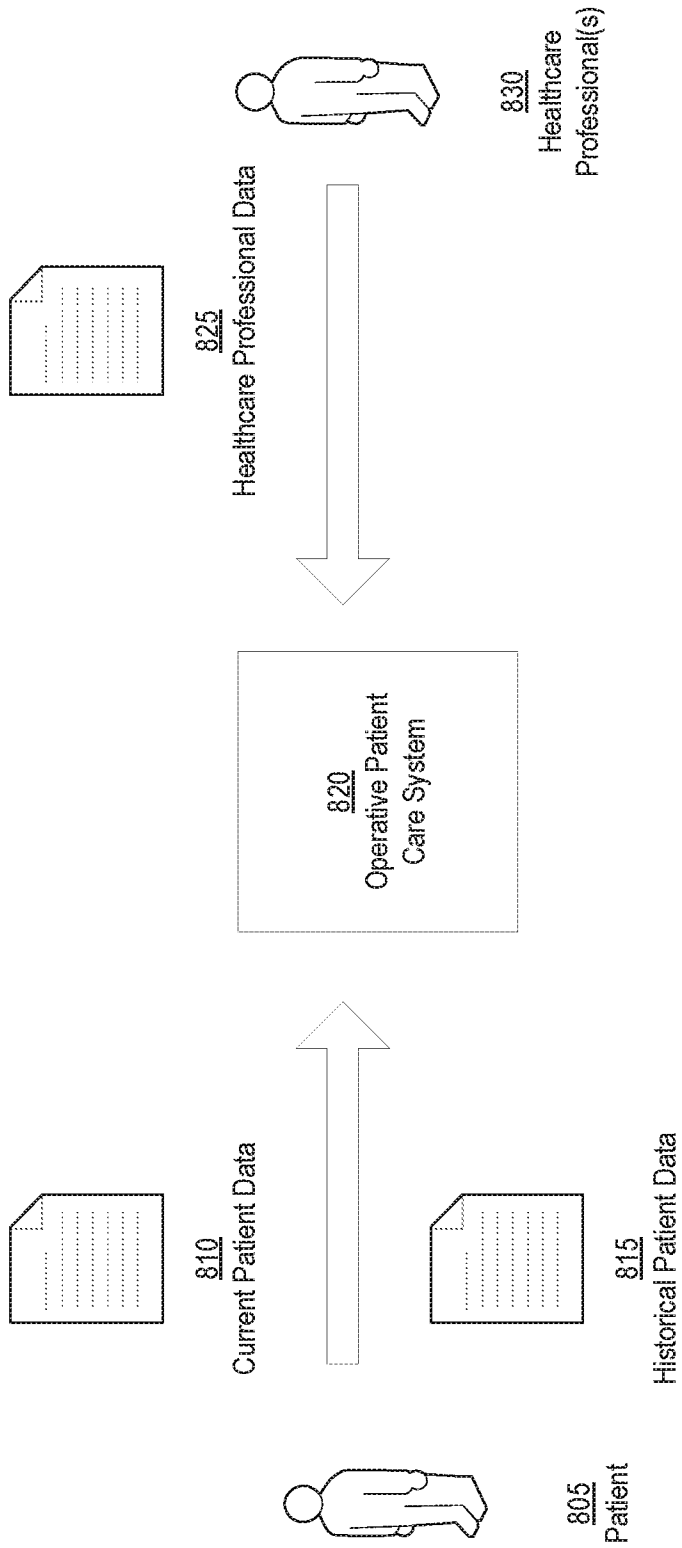 810
Current Patient Data
825
Healthcare Professional Data
805
Patient
820
Operative Patient
Care System
830
Healthcare
Professional(s)
815
Historical Patient Data